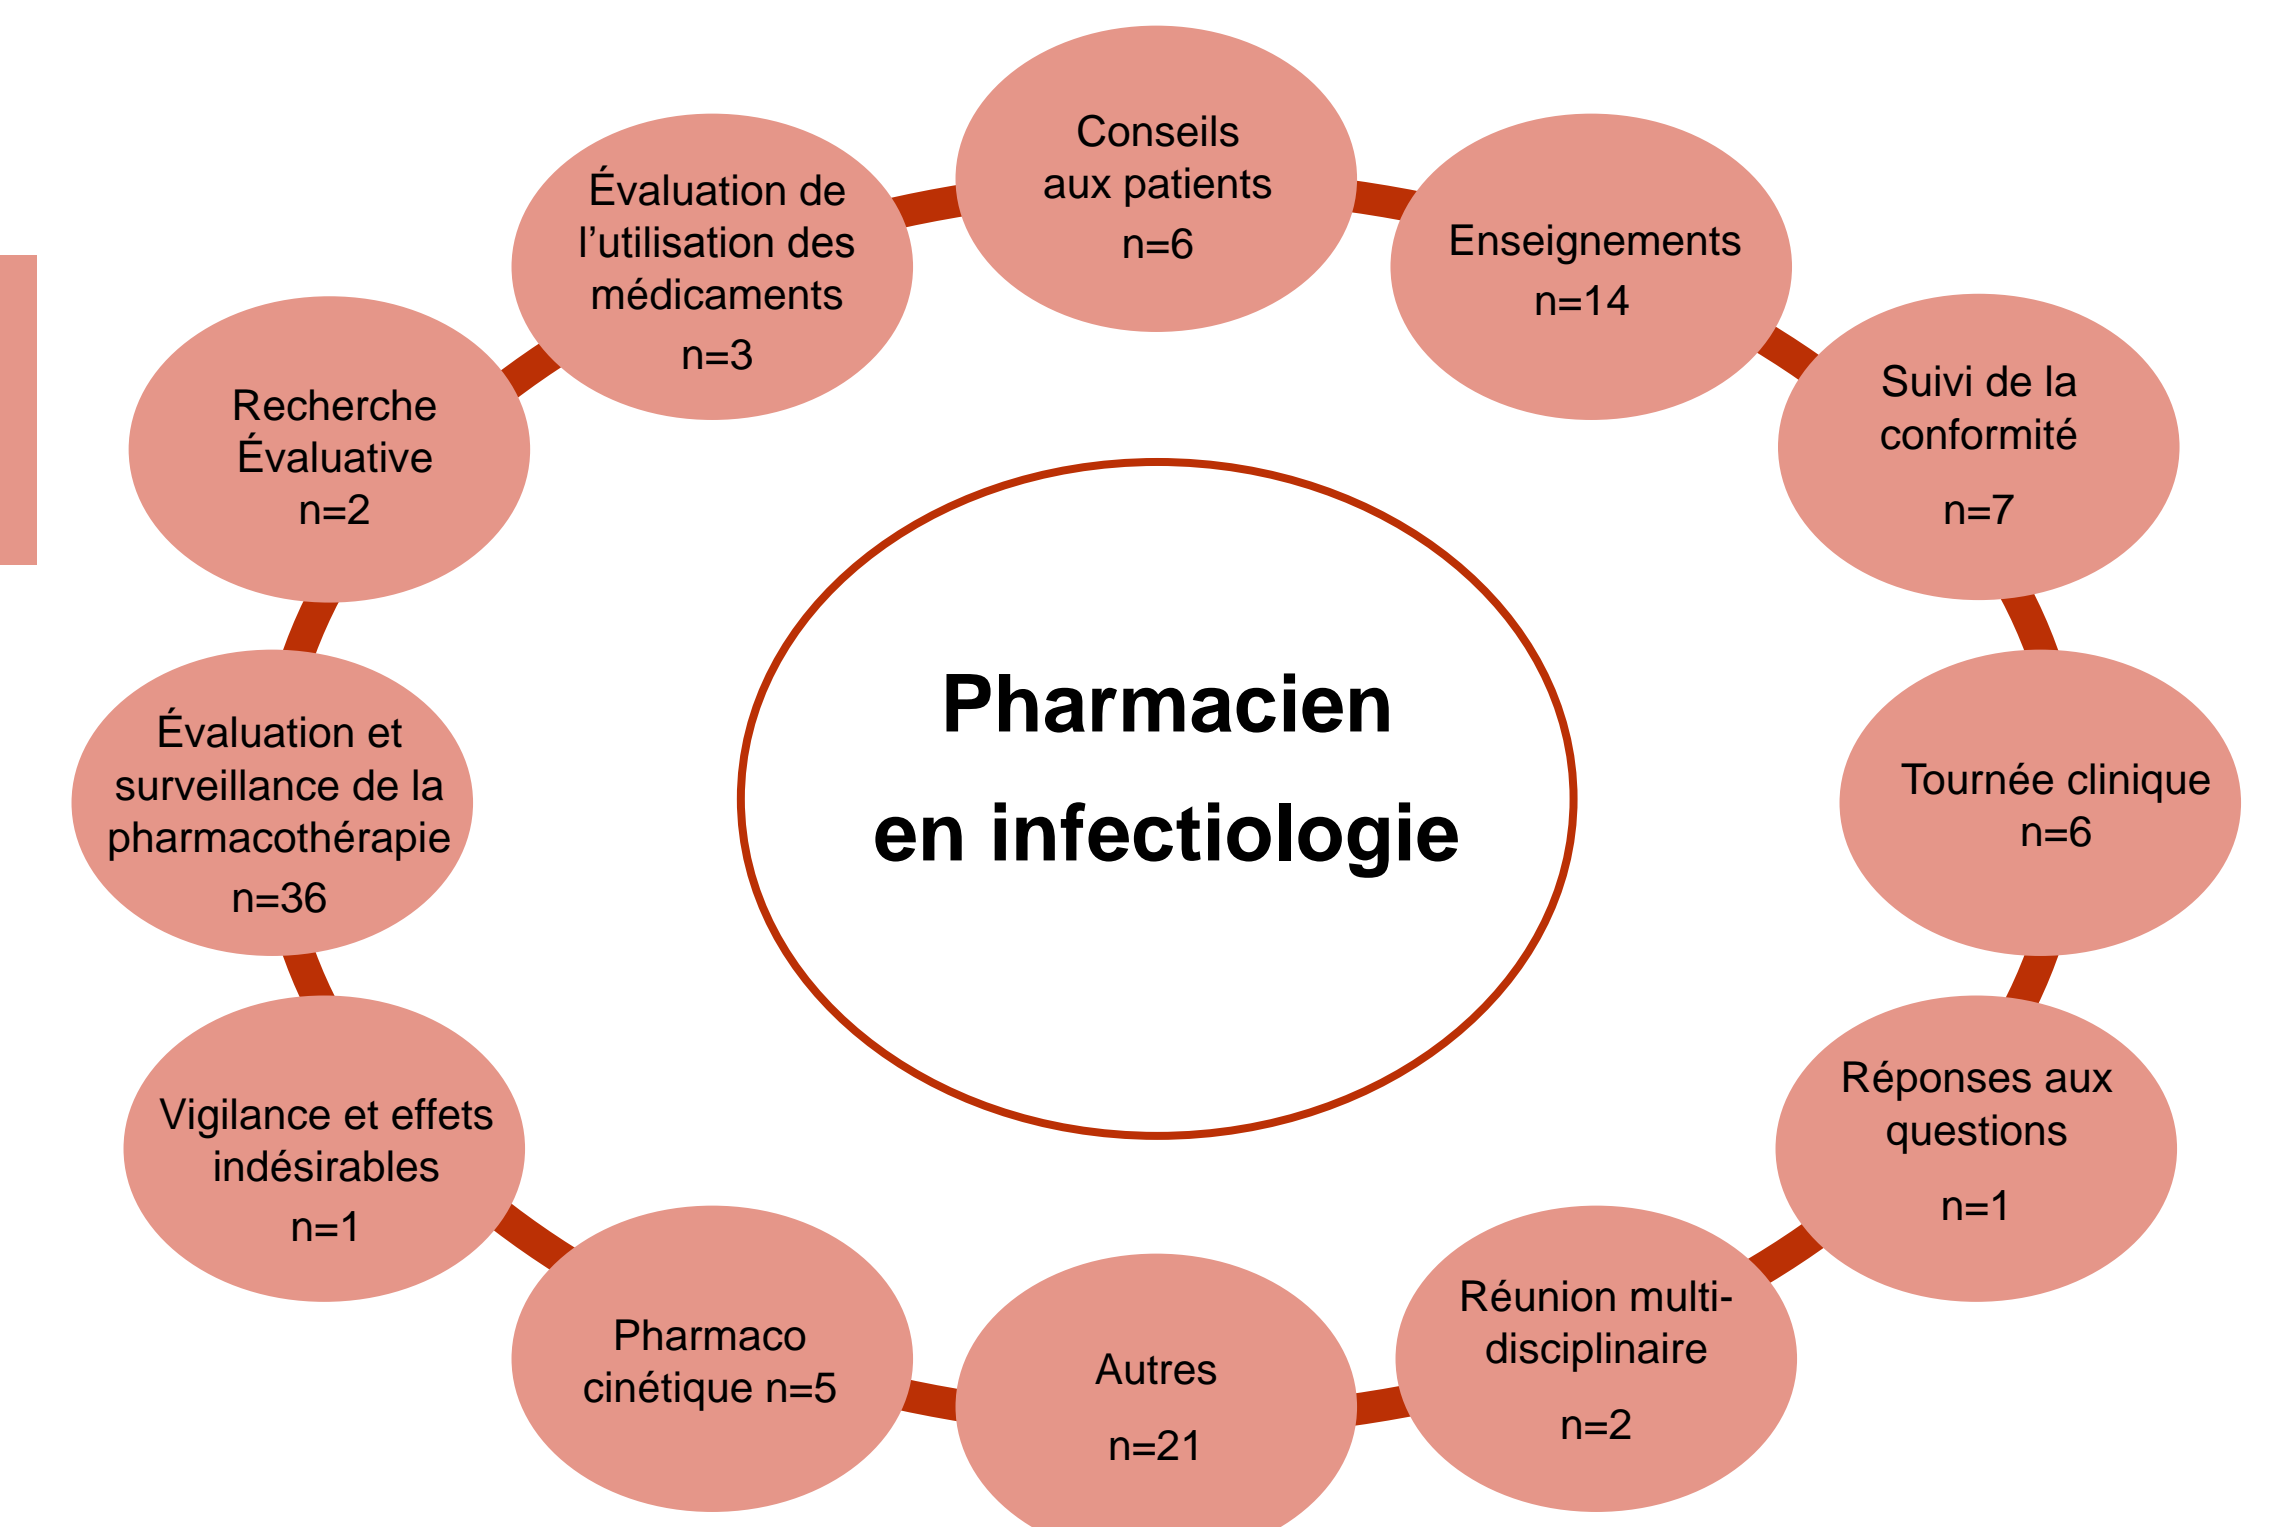 Conseils
aux patients
n=6
Enseignements
n=14
Suivi de la
conformité
n=7
Tournée clinique
n=6
Réponses aux
questions
n=1
Réunion multi-
disciplinaire
n=2
Autres
n=21
Pharmaco
cinétique n=5
Vigilance et effets
indésirables
n=1
Évaluation et
surveillance de la
pharmacothérapie
n=36
Recherche
Évaluative
n=2
Évaluation de
l’utilisation des
médicaments
n=3
Pharmacien
en infectiologie